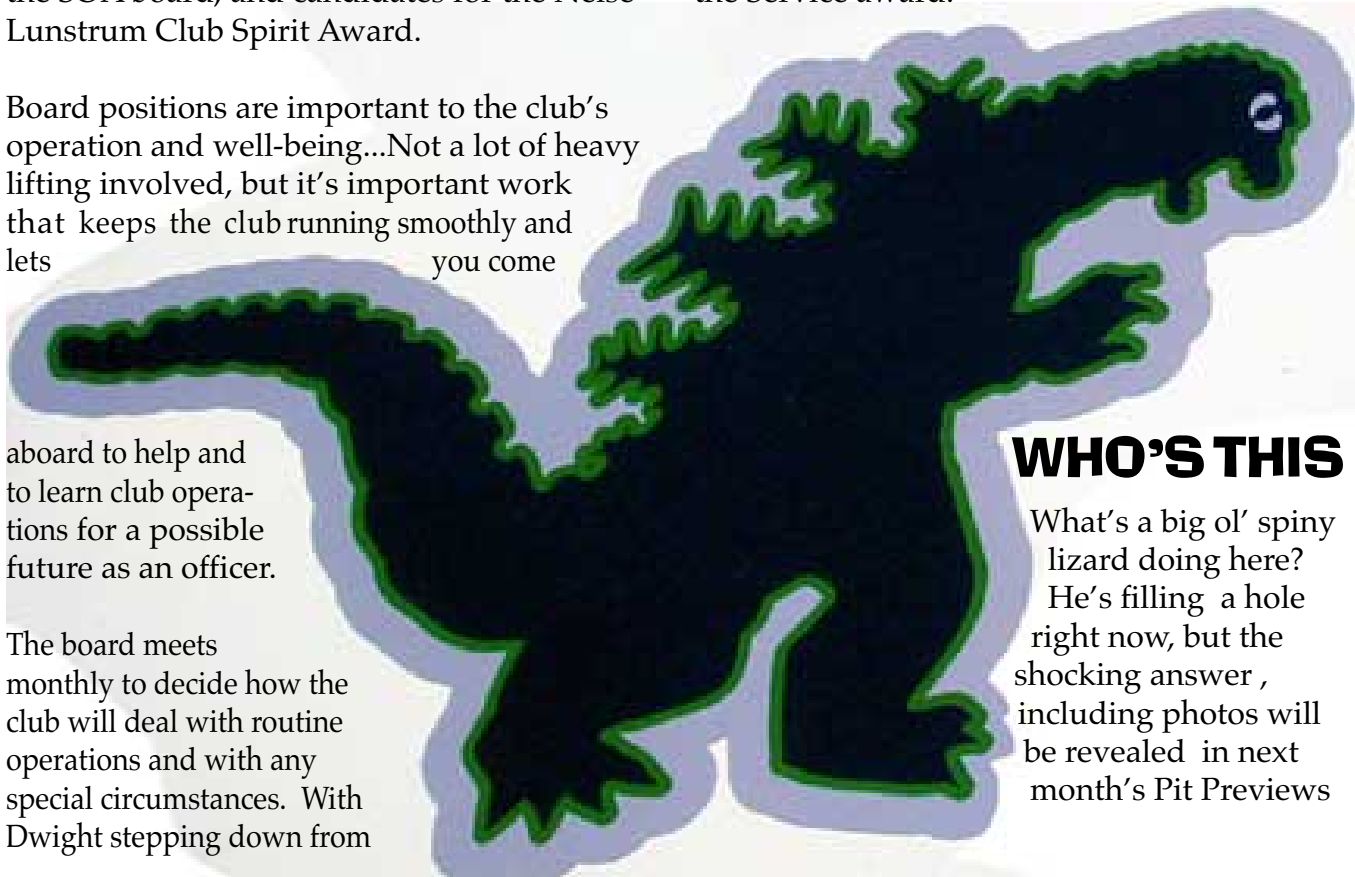 board, and candidates for the
Lunstrum Club Spirit Award.
Board positions are important to the club's
operation and well-being...Not a lot of heavy
lifting involved, but it's important work
that keeps the club running smoothly and
lets you come
aboard to help and
to learn club opera-
tions for a possible
future as an officer.
The board meets
monthly to decide how the
club will deal with routine
operations and with any
special circumstances. With
Dwight stepping down from
the Service award.
WHO'S THIS
What's a big ol' spiny
lizard doing here?
He's filling a hole
right now, but the
shocking answer ,
including photos will
be revealed in next
month's Pit Previews